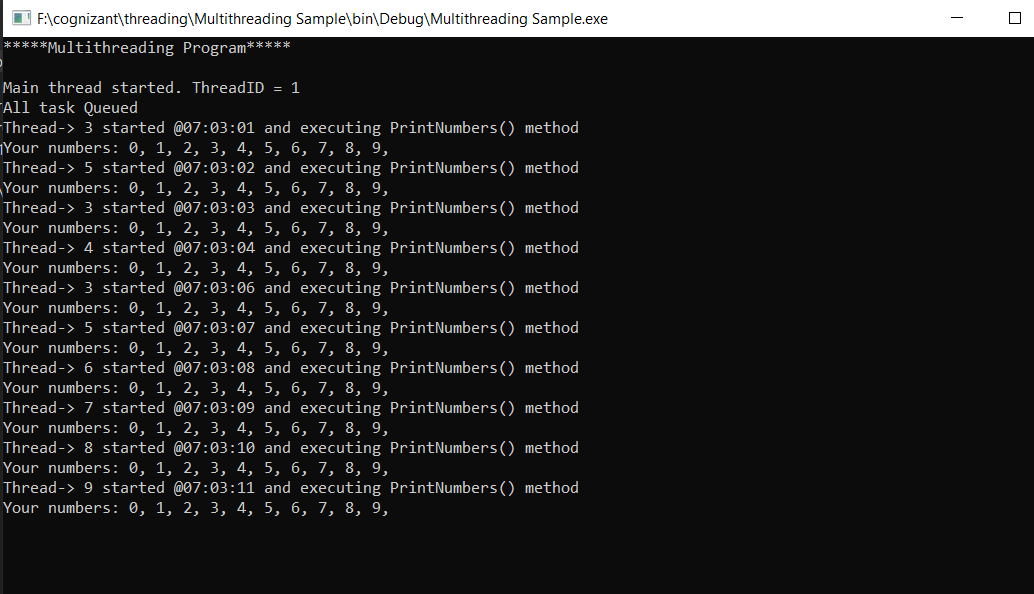 F:\cognizant\threading\Multithreading Sample\bin\Debug\Multithreading Sample.exe
*****Multithreading Program*****
Main thread started. ThreadID = 1
All task Queued
Thread-> 3 started @07:03:01 and executing PrintNumbers() method
Your numbers: 0, 1, 2, 3, 4, 5, 6, 7, 8, 9,
Thread-> 5 started @07:03:02 and executing PrintNumbers() method
Your numbers: 0, 1, 2, 3, 4, 5, 6, 7, 8, 9,
Thread-> 3 started @07:03:03 and executing PrintNumbers() method
Your numbers: 0, 1, 2, 3, 4, 5, 6, 7, 8, 9,
Thread-> 4 started @07:03:04 and executing PrintNumbers() method
Your numbers: 0, 1, 2, 3, 4, 5, 6, 7, 8, 9,
Thread-> 3 started @07:03:06 and executing PrintNumbers() method
Your numbers: 0, 1, 2, 3, 4, 5, 6, 7, 8, 9,
Thread-> 5 started @07:03:07 and executing PrintNumbers() method
Your numbers: 0, 1, 2, 3, 4, 5, 6, 7, 8, 9,
Thread-> 6 started @07:03:08 and executing PrintNumbers() method
Your numbers: 0, 1, 2, 3, 4, 5, 6, 7, 8, 9,
Thread-> 7 started @07:03:09 and executing PrintNumbers() method
Your numbers: 0, 1, 2, 3, 4, 5, 6, 7, 8, 9,
Thread-> 8 started @07:03:10 and executing PrintNumbers() method
Your numbers: 0, 1, 2, 3, 4, 5, 6, 7, 8, 9,
Thread-> 9 started @07:03:11 and executing PrintNumbers() method
Your numbers: 0, 1, 2, 3, 4, 5, 6, 7, 8, 9,